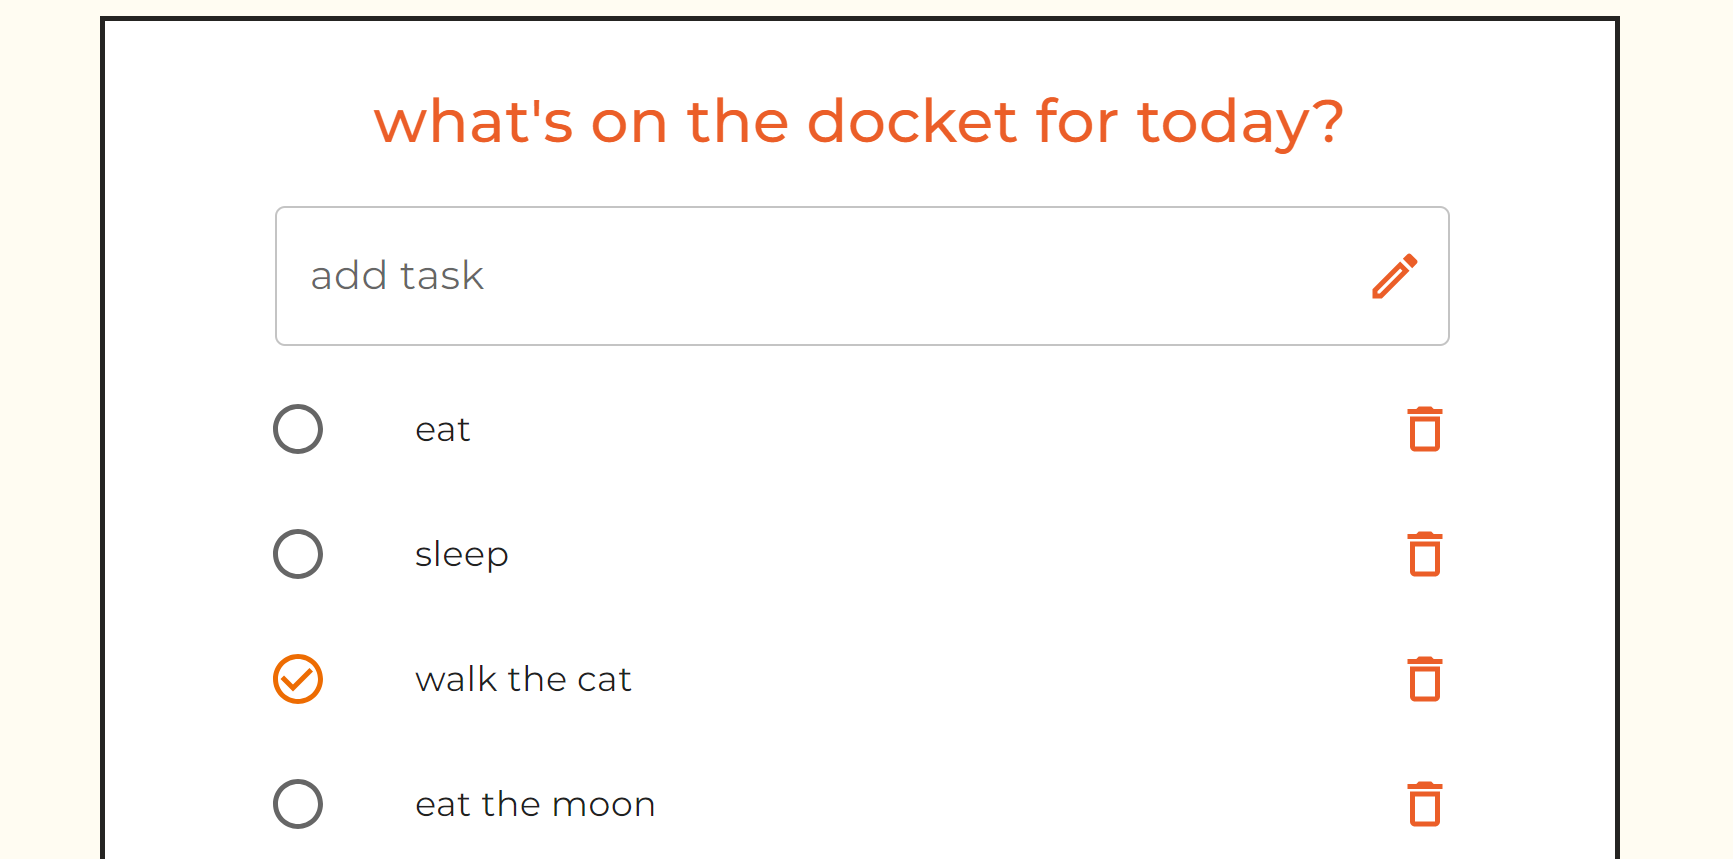 what's on the docket for today?
add task
eat
sleep
walk the cat
eat the moon